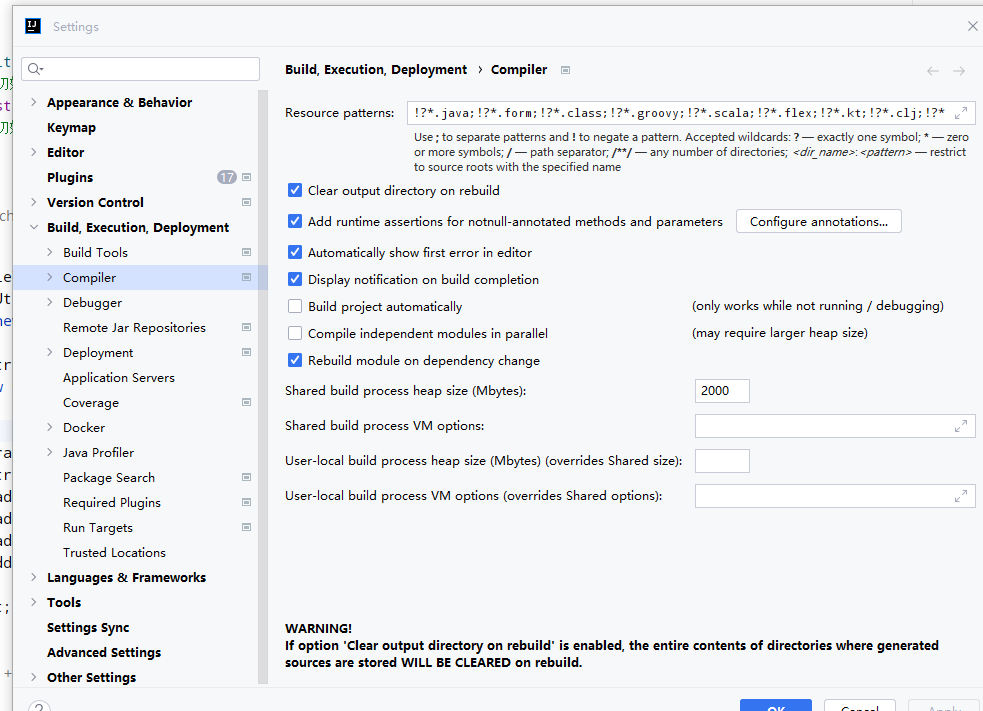 Settings
Build, Execution, Deployment › Compiler
Appearance & Behavior
Keymap
Editor
Plugins 17
Version Control
Build, Execution, Deployment
Build Tools
Compiler
Debugger
Remote Jar Repositories
Deployment
Application Servers
Coverage
Docker
Java Profiler
Package Search
Required Plugins
Run Targets
Trusted Locations
Languages & Frameworks
Tools
Settings Sync
Advanced Settings
Other Settings
Resource patterns: !?*.java;!?*.form;!?*.class;!?*.groovy;!?*.scala;!?*.flex;!?*.kt;!?*.clj;!?*
Use ; to separate patterns and ! to negate a pattern. Accepted wildcards: ? — exactly one symbol; * — zero
or more symbols; / — path separator; /**/ — any number of directories; <dir_name>:<pattern> — restrict
to source roots with the specified name
Clear output directory on rebuild
Add runtime assertions for notnull-annotated methods and parameters Configure annotations...
Automatically show first error in editor
Display notification on build completion
Build project automatically (only works while not running / debugging)
Compile independent modules in parallel (may require larger heap size)
Rebuild module on dependency change
Shared build process heap size (Mbytes): 2000
Shared build process VM options:
User-local build process heap size (Mbytes) (overrides Shared size):
User-local build process VM options (overrides Shared options):
WARNING!
If option 'Clear output directory on rebuild' is enabled, the entire contents of directories where generated
sources are stored WILL BE CLEARED on rebuild.
?
OK Cancel Apply